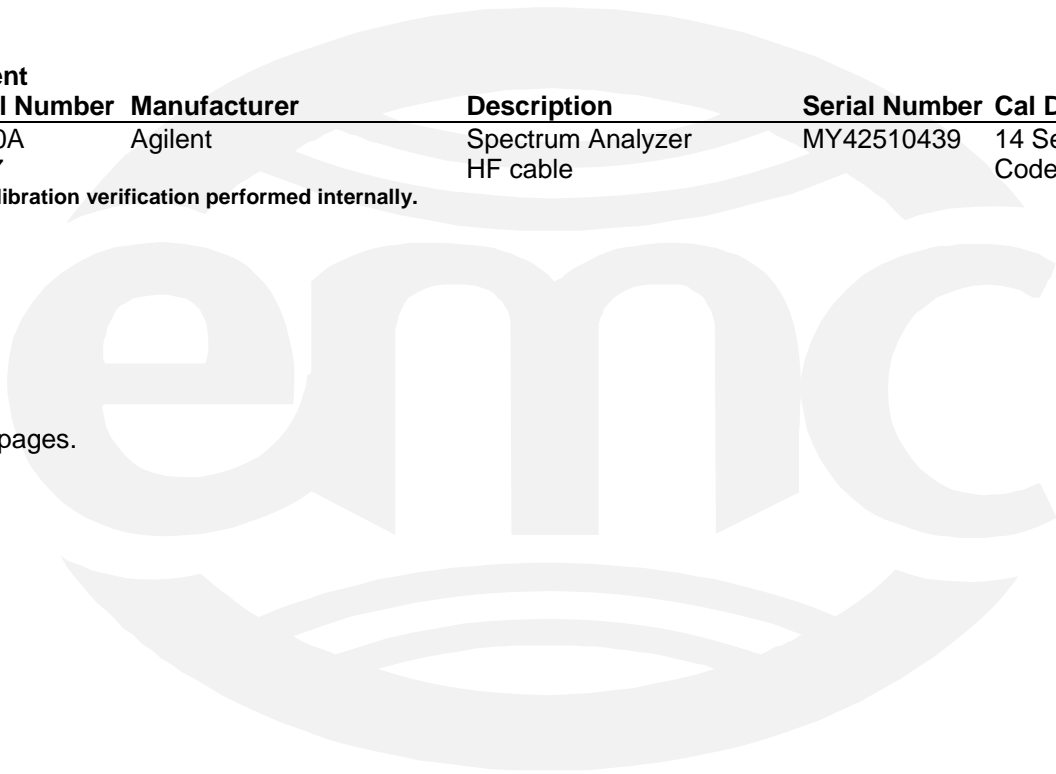 ent
l Number Manufacturer Description Serial Number Cal D
0A Agilent Spectrum Analyzer MY42510439 14 Se
HF cable Code
libration verification performed internally.
pages.
emc